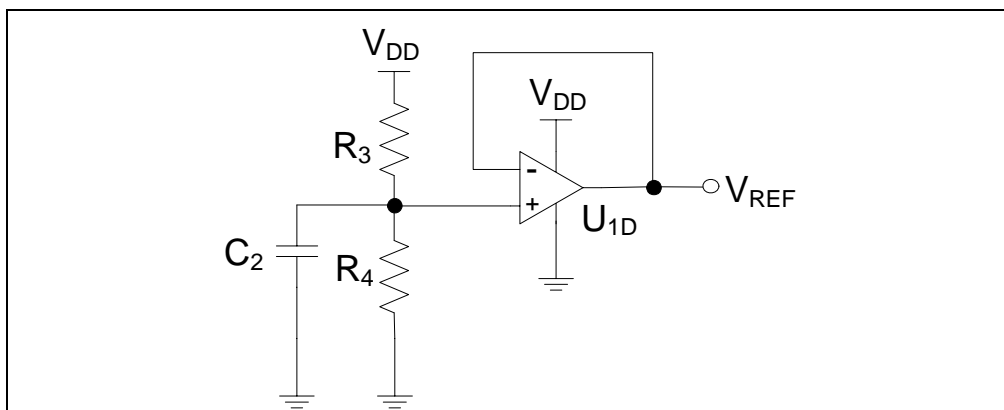 VDD
R3
C2
R4
VDD
-
+
U1D
VREF